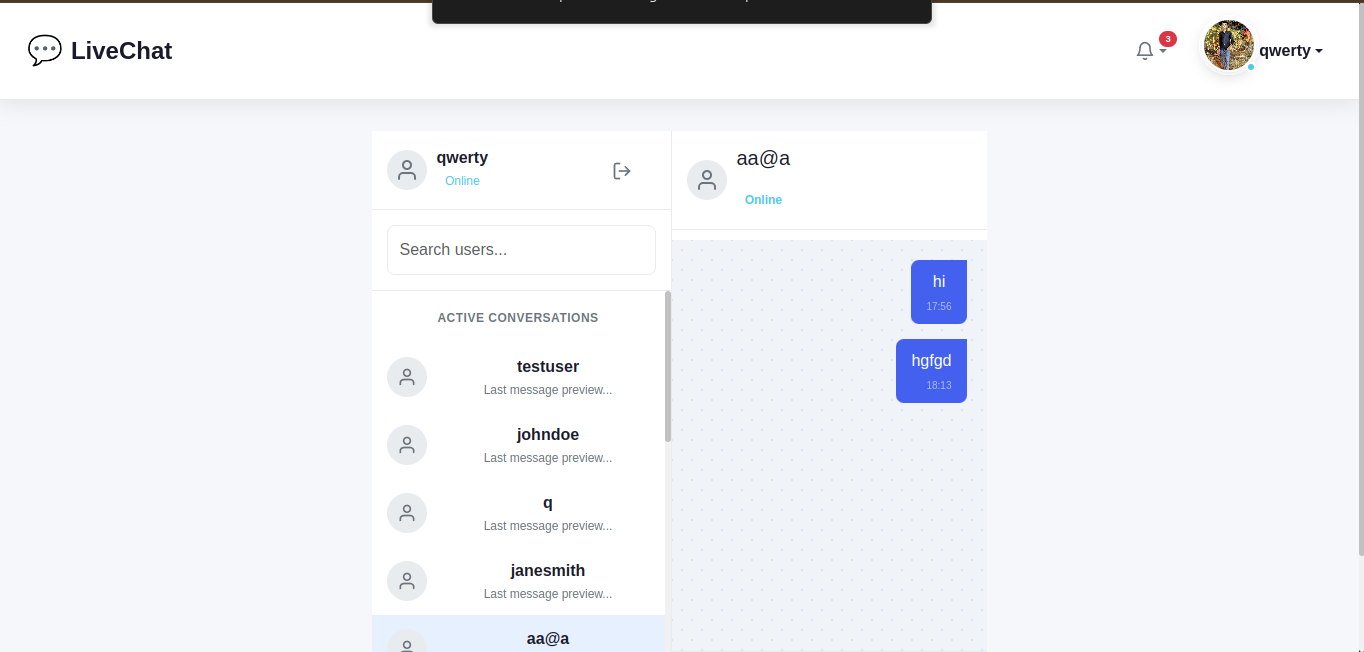 💬 LiveChat
3
qwerty
qwerty
Online
Search users...
ACTIVE CONVERSATIONS
testuser
Last message preview...
johndoe
Last message preview...
q
Last message preview...
janesmith
Last message preview...
aa@a
aa@a
Online
hi
17:56
hgfgd
18:13